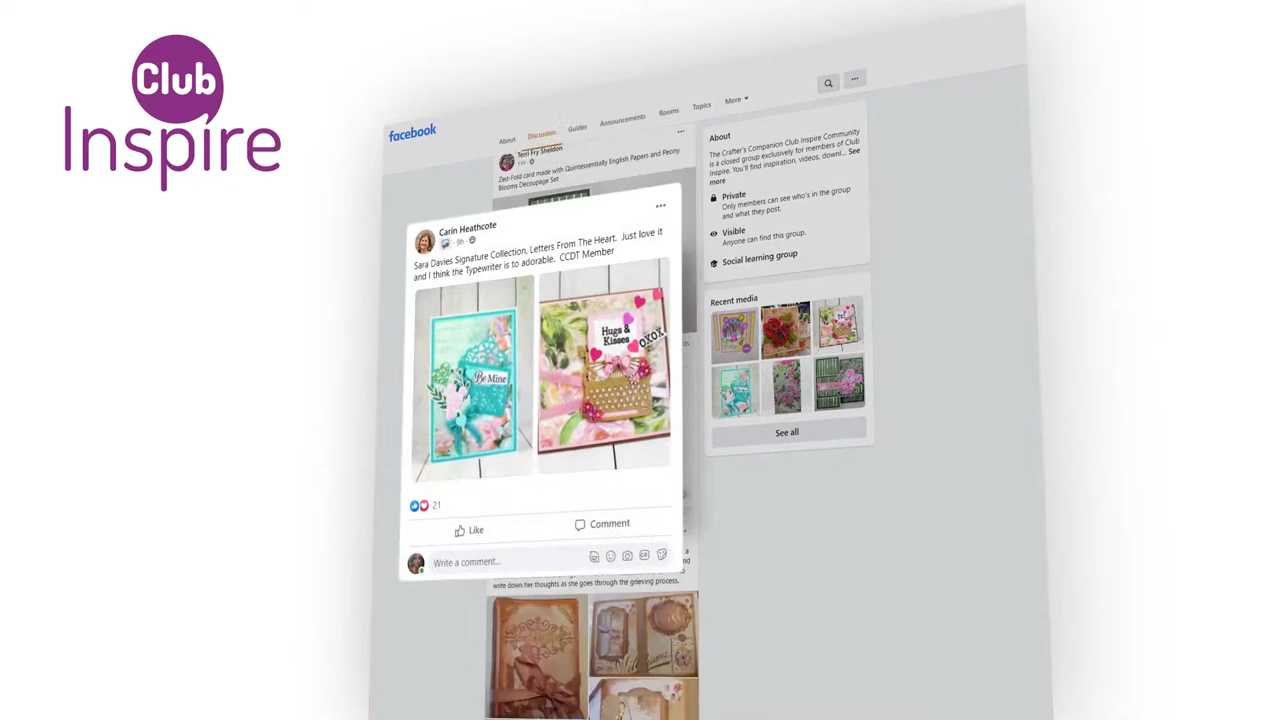 Club
Inspire
facebook
About
Discussion
Guides
Announcements
Rooms
Topics
More
Terri Fry Sheldon
11h
Zed-Fold card made with Quintessentially English Papers and Peony
Blooms Decoupage Set
Carin Heathcote
9h
Sara Davies Signature Collection, Letters From The Heart. Just love it
and I think the Typewriter is to adorable. CCDT Member
Be Mine
Hugs &
Kisses
XOXO
21
Like
Comment
Write a comment...
GIF
write down her thoughts as she goes through the grieving process.
About
The Crafter's Companion Club Inspire Community
is a closed group exclusively for members of Club
Inspire. You'll find inspiration, videos, downl... See
more
Private
Only members can see who's in the group
and what they post.
Visible
Anyone can find this group.
Social learning group
Recent media
See all